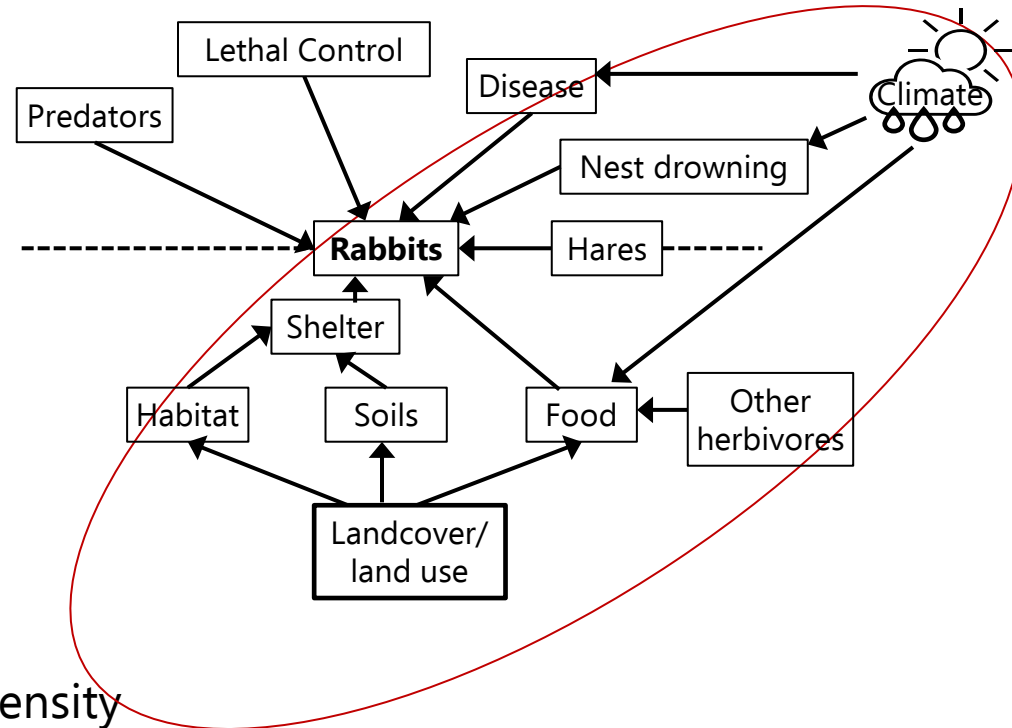 Lethal Control
Disease
Climate
Predators
Nest drowning
Rabbits
Hares
Shelter
Habitat
Soils
Food
Other
herbivores
Landcover/
land use
ensity